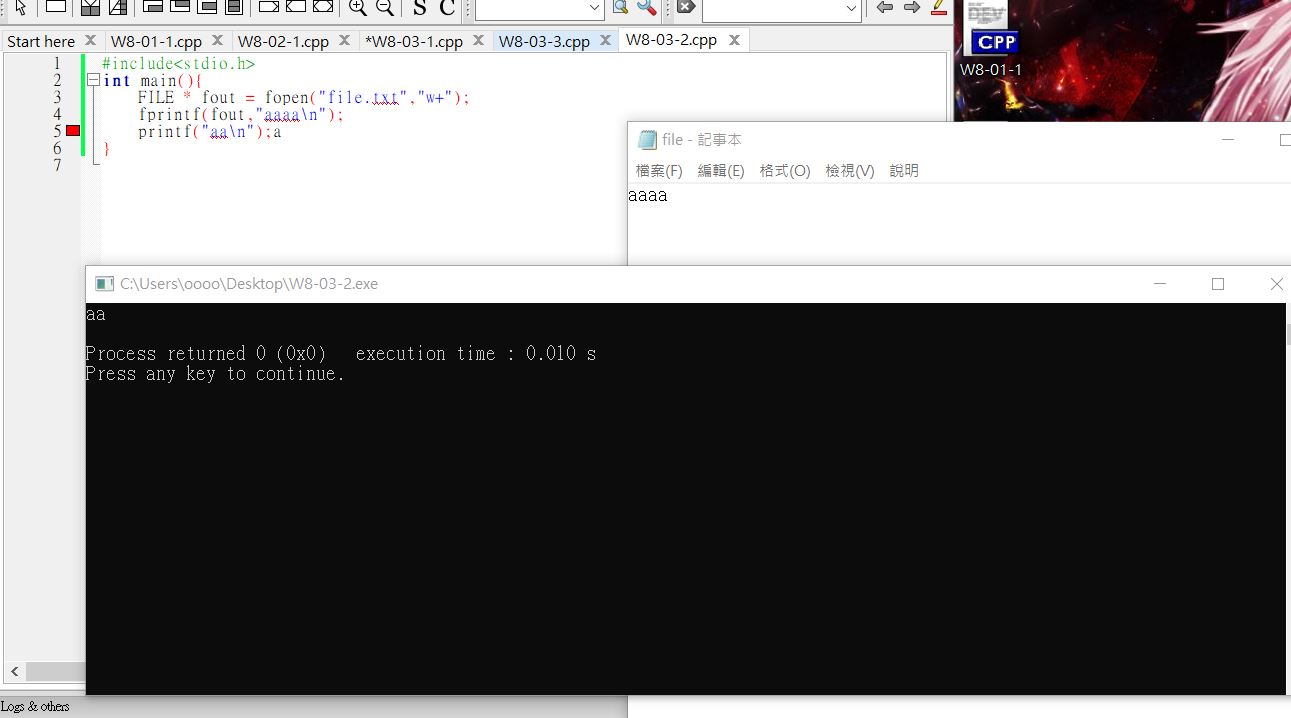 S C
Start here W8-01-1.cpp W8-02-1.cpp *W8-03-1.cpp W8-03-3.cpp W8-03-2.cpp
1 #include<stdio.h>
2 int main(){
3 FILE * fout = fopen("file.txt","w+");
4 fprintf(fout,"aaaa\n");
5 printf("aa\n");a
6 }
7
DEV
CPP
W8-01-1
file - 記事本
檔案(F) 編輯(E) 格式(O) 檢視(V) 說明
aaaa
C:\Users\oooo\Desktop\W8-03-2.exe
aa
Process returned 0 (0x0) execution time : 0.010 s
Press any key to continue.
Logs & others